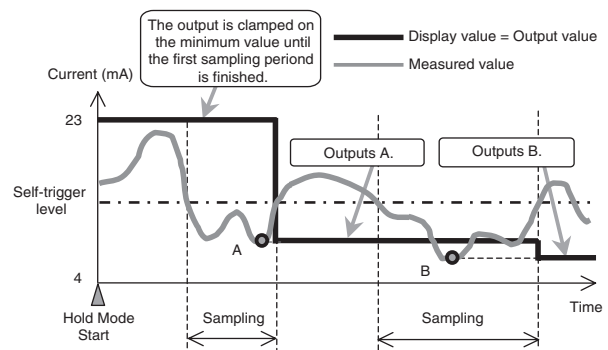 The output is clamped on
the minimum value until
the first sampling periond
is finished.
Display value = Output value
Measured value
Current (mA)
23
Outputs A.
Outputs B.
Self-trigger
level
A
B
4
Time
Hold Mode
Start
Sampling
Sampling